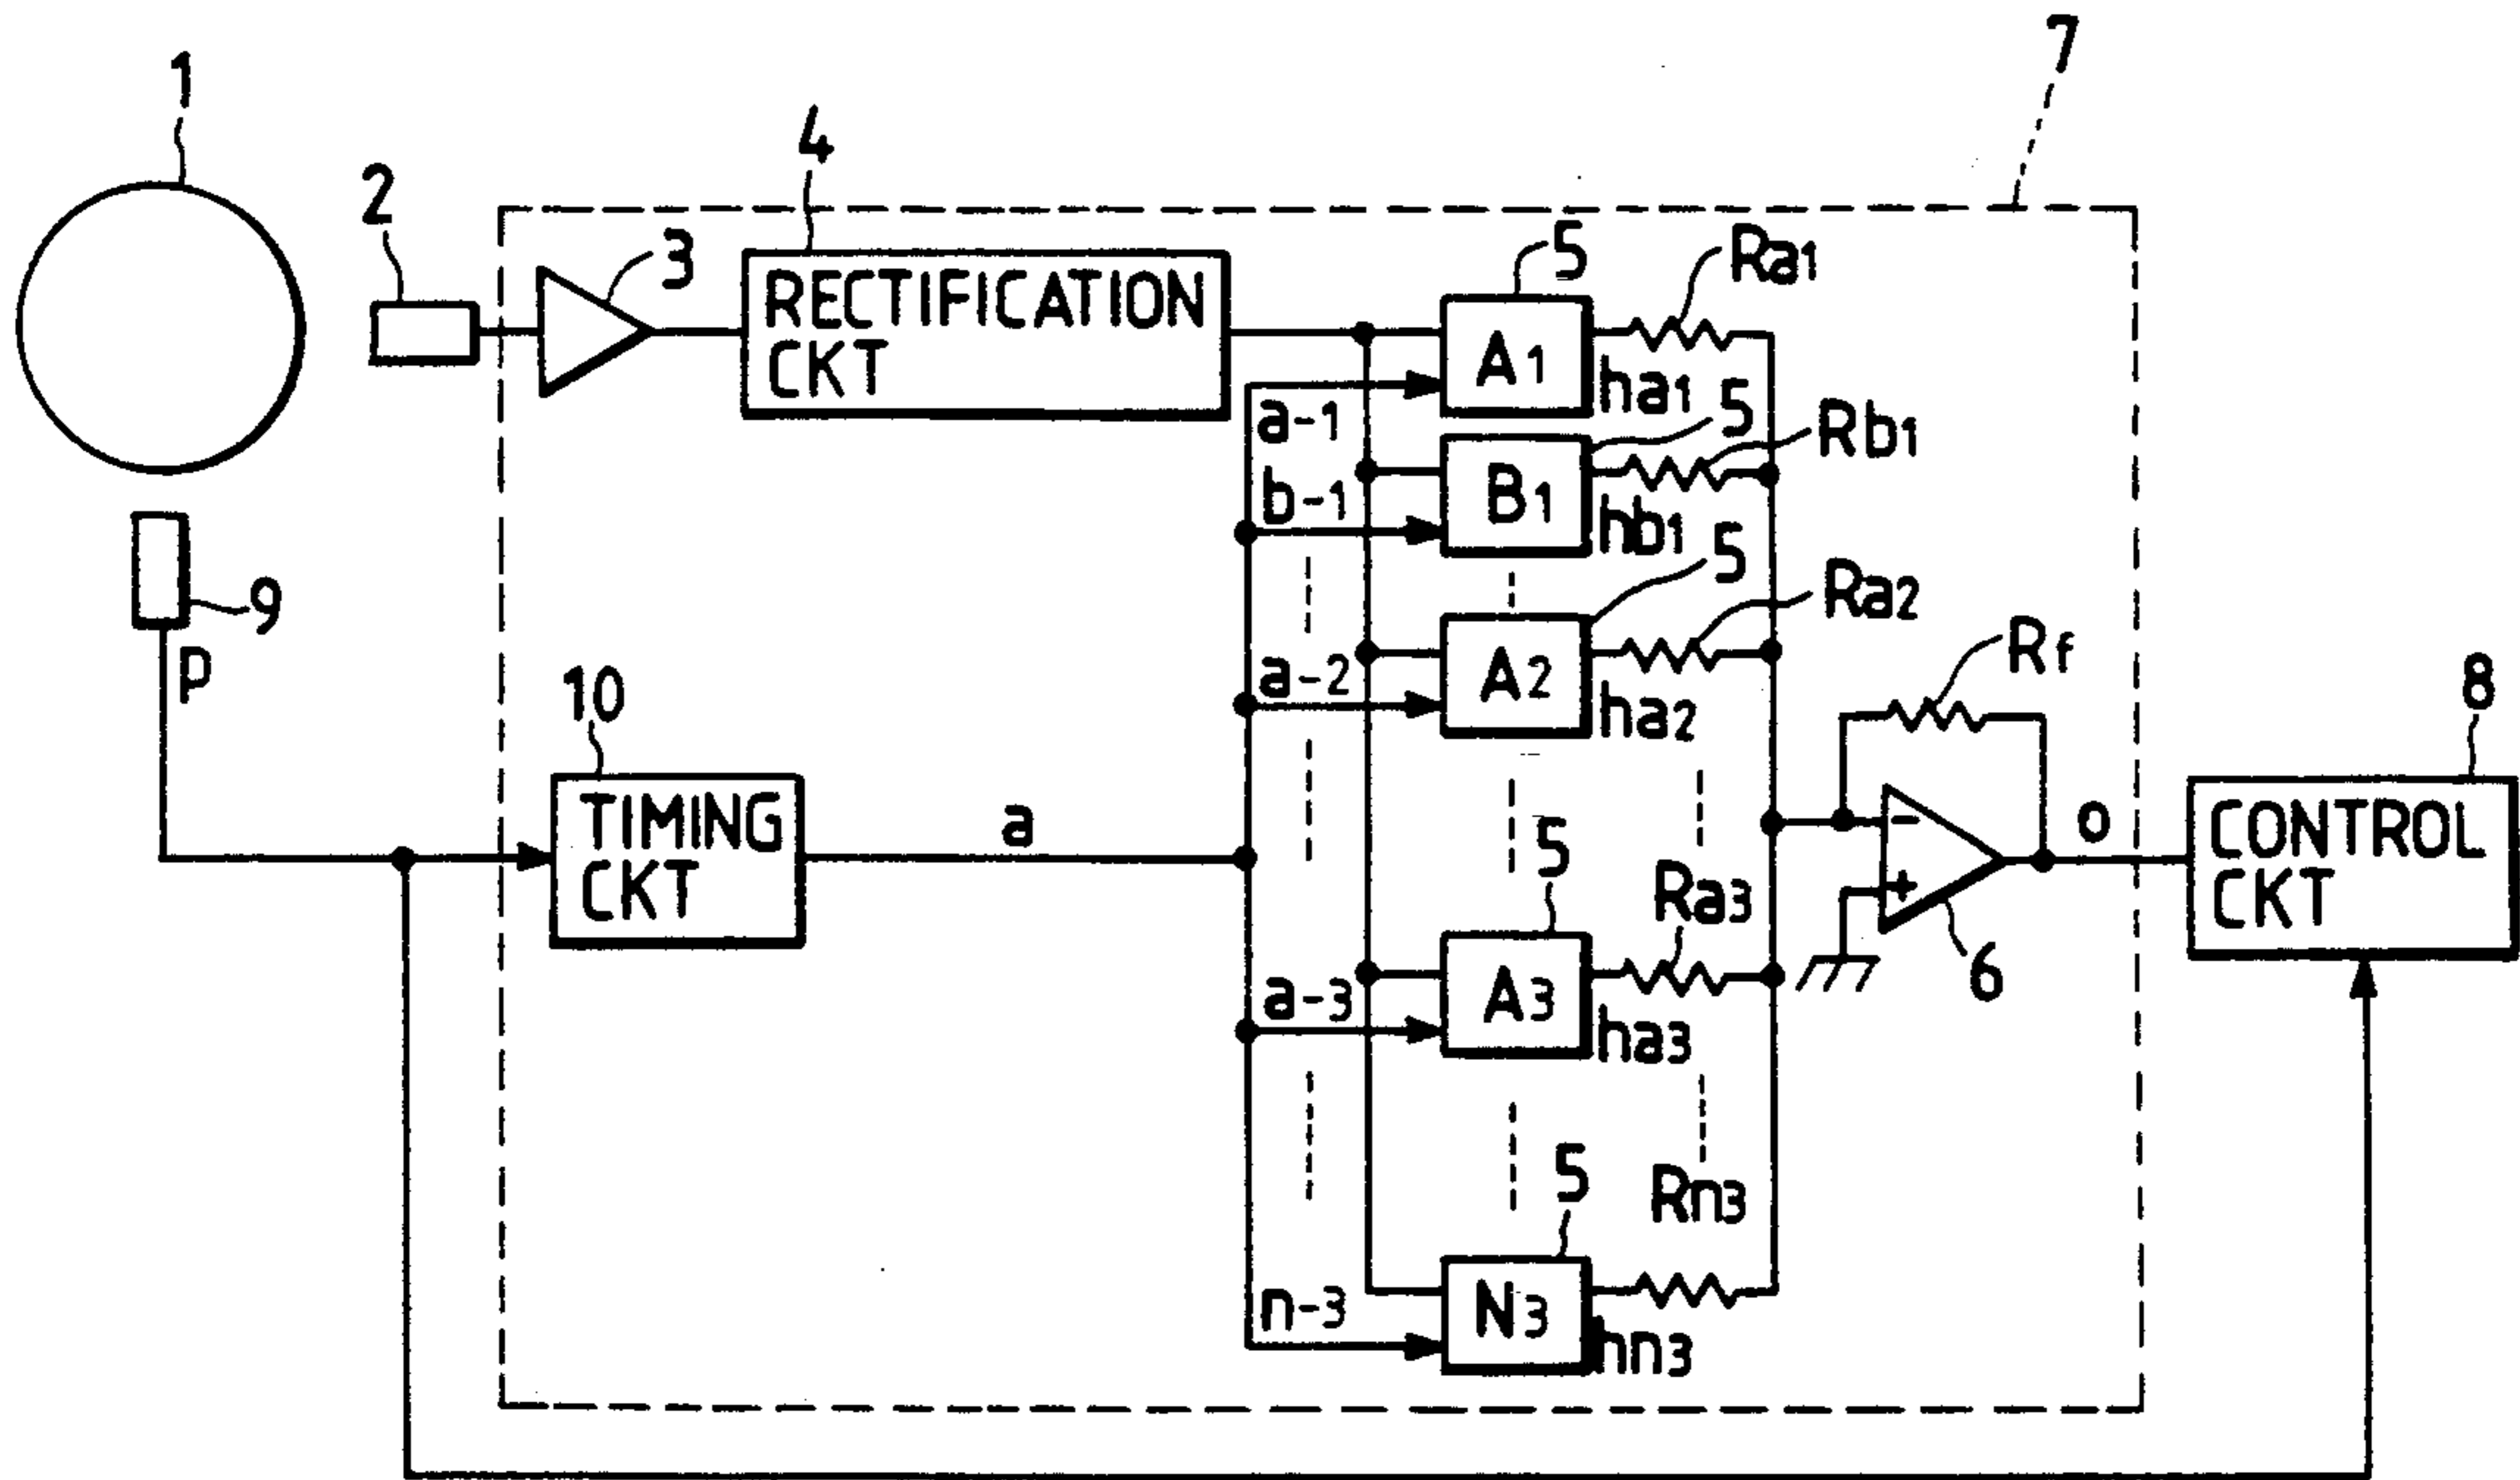 1
2
3
4
RECTIFICATION
CKT
7
5
Ra1
A1
ha1
a-1
5
Rb1
b-1
B1
hb1
5
Ra2
a-2
A2
ha2
9
P
10
TIMING
CKT
a
Rf
-
+
6
o
8
CONTROL
CKT
5
Ra3
a-3
A3
ha3
5
Rn3
n-3
N3
hn3